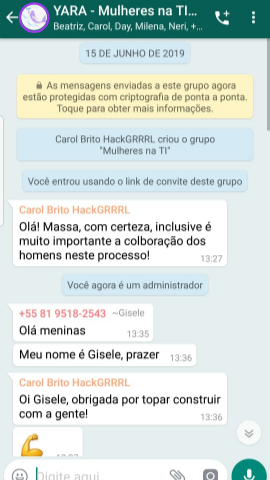 YARA - Mulheres na TI...
Beatriz, Carol, Day, Milena, Neri, +...
15 DE JUNHO DE 2019
As mensagens enviadas a este grupo agora
estão protegidas com criptografia de ponta a ponta.
Toque para obter mais informações.
Carol Brito HackGRRRL criou o grupo
"Mulheres na TI"
Você entrou usando o link de convite deste grupo
Carol Brito HackGRRRL
Olá! Massa, com certeza, inclusive é
muito importante a colboração dos
homens neste processo!
13:27
Você agora é um administrador
+55 81 9518-2543 ~Gisele
Olá meninas
13:35
Meu nome é Gisele, prazer
13:36
Carol Brito HackGRRRL
Oi Gisele, obrigada por topar construir
com a gente!
13:36
Digite aqui